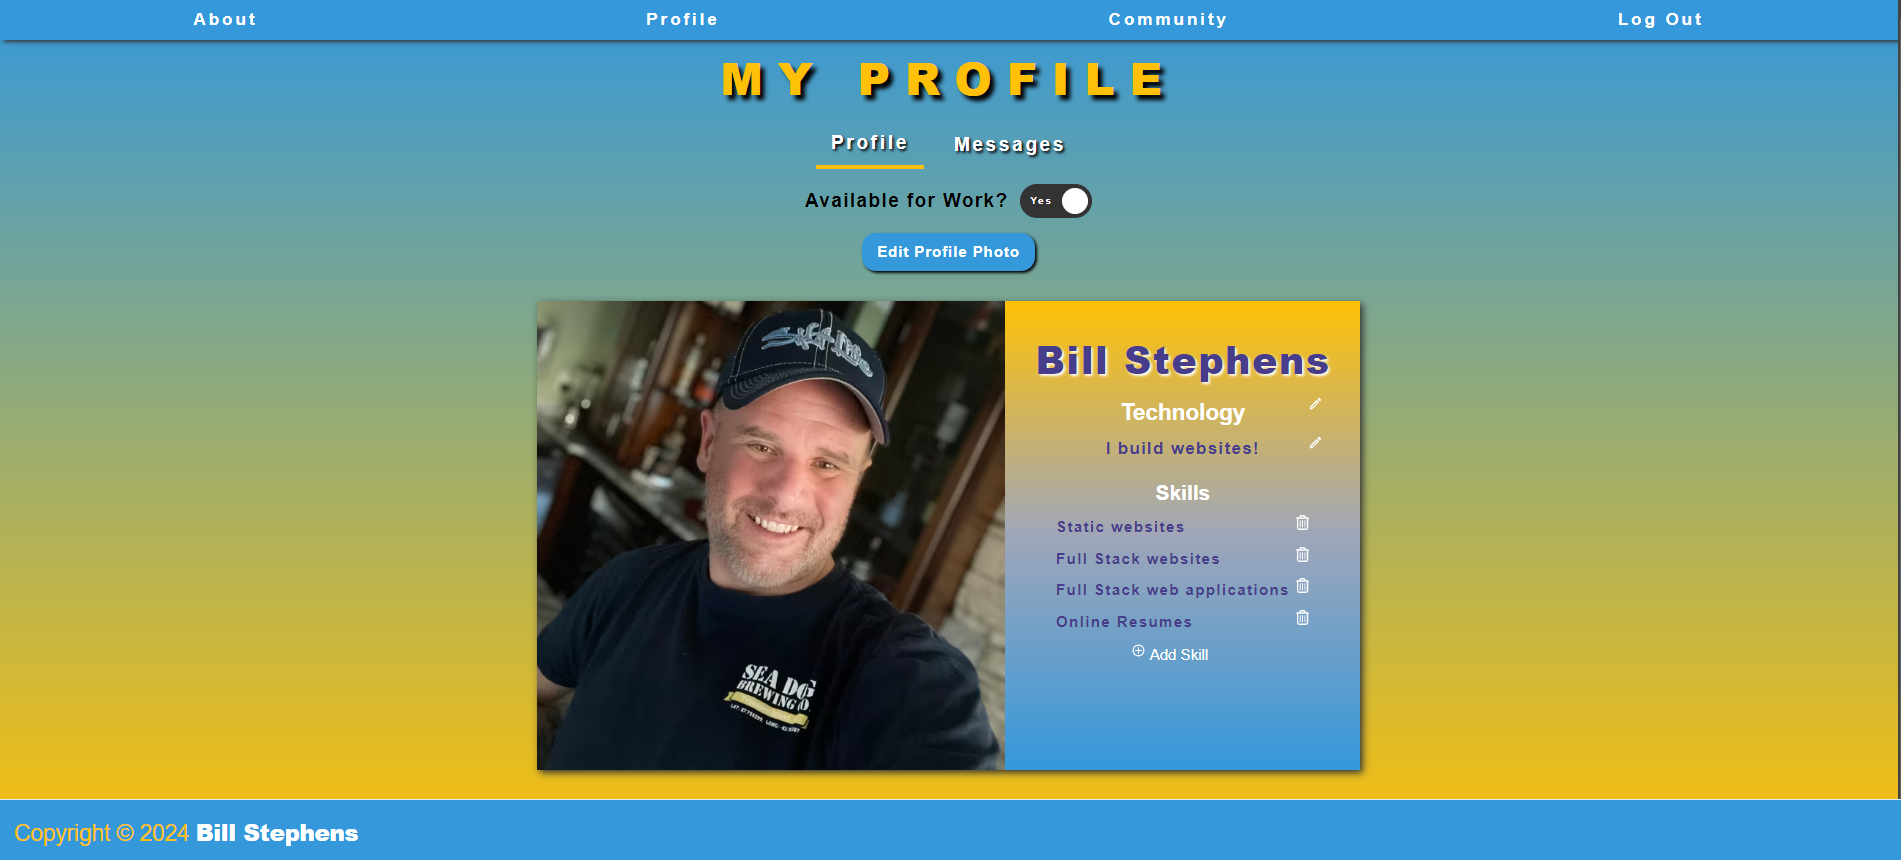 About Profile Community Log Out
MY PROFILE
Profile Messages
Available for Work? Yes
Edit Profile Photo
Salt Life
Bill Stephens
Technology
I build websites!
Skills
Static websites
Full Stack websites
Full Stack web applications
Online Resumes
Add Skill
SEA DOG
BREWING CO.
Copyright © 2024 Bill Stephens